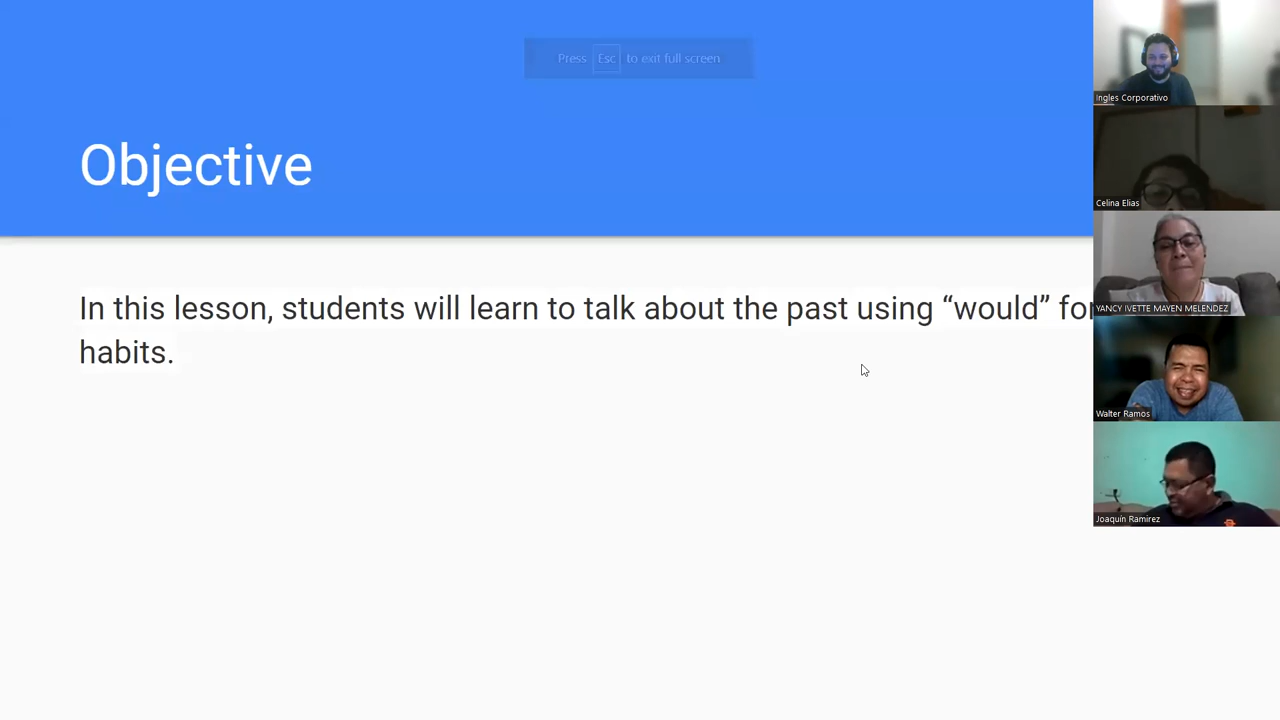 Press Esc to exit full screen
Objective
In this lesson, students will learn to talk about the past using “would” for
habits.
Ingles Corporativo
Celina Elias
YANCY IVETTE MAYEN MELENDEZ
Walter Ramos
Joaquín Ramirez